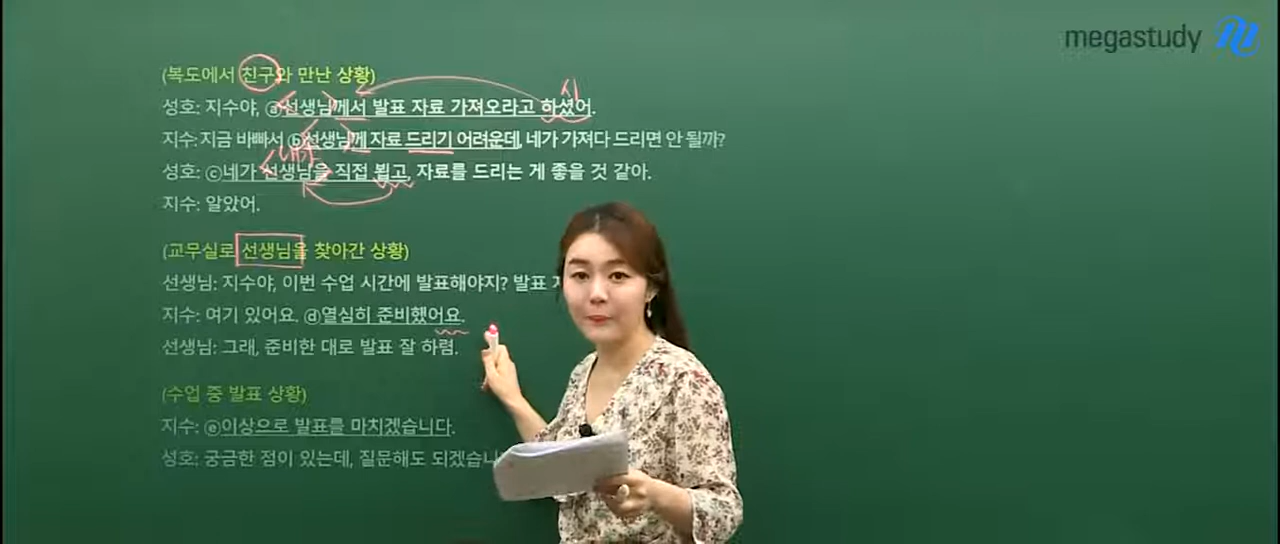 megastudy
(복도에서 친구와 만난 상황)
시
성호: 지수야, ⓐ선생님께서 발표 자료 가져오라고 하셨어.
지수: 지금 바빠서 ⓑ선생님께 자료 드리기 어려운데, 네가 가져다 드리면 안 될까?
성호: ⓒ네가 선생님을 직접 뵙고, 자료를 드리는 게 좋을 것 같아.
지수: 알았어.
(교무실로 선생님을 찾아간 상황)
선생님: 지수야, 이번 수업 시간에 발표해야지? 발표
지수: 여기 있어요. ⓓ열심히 준비했어요.
선생님: 그래, 준비한 대로 발표 잘 하렴.
(수업 중 발표 상황)
지수: ⓔ이상으로 발표를 마치겠습니다.
성호: 궁금한 점이 있는데, 질문해도 되겠습니